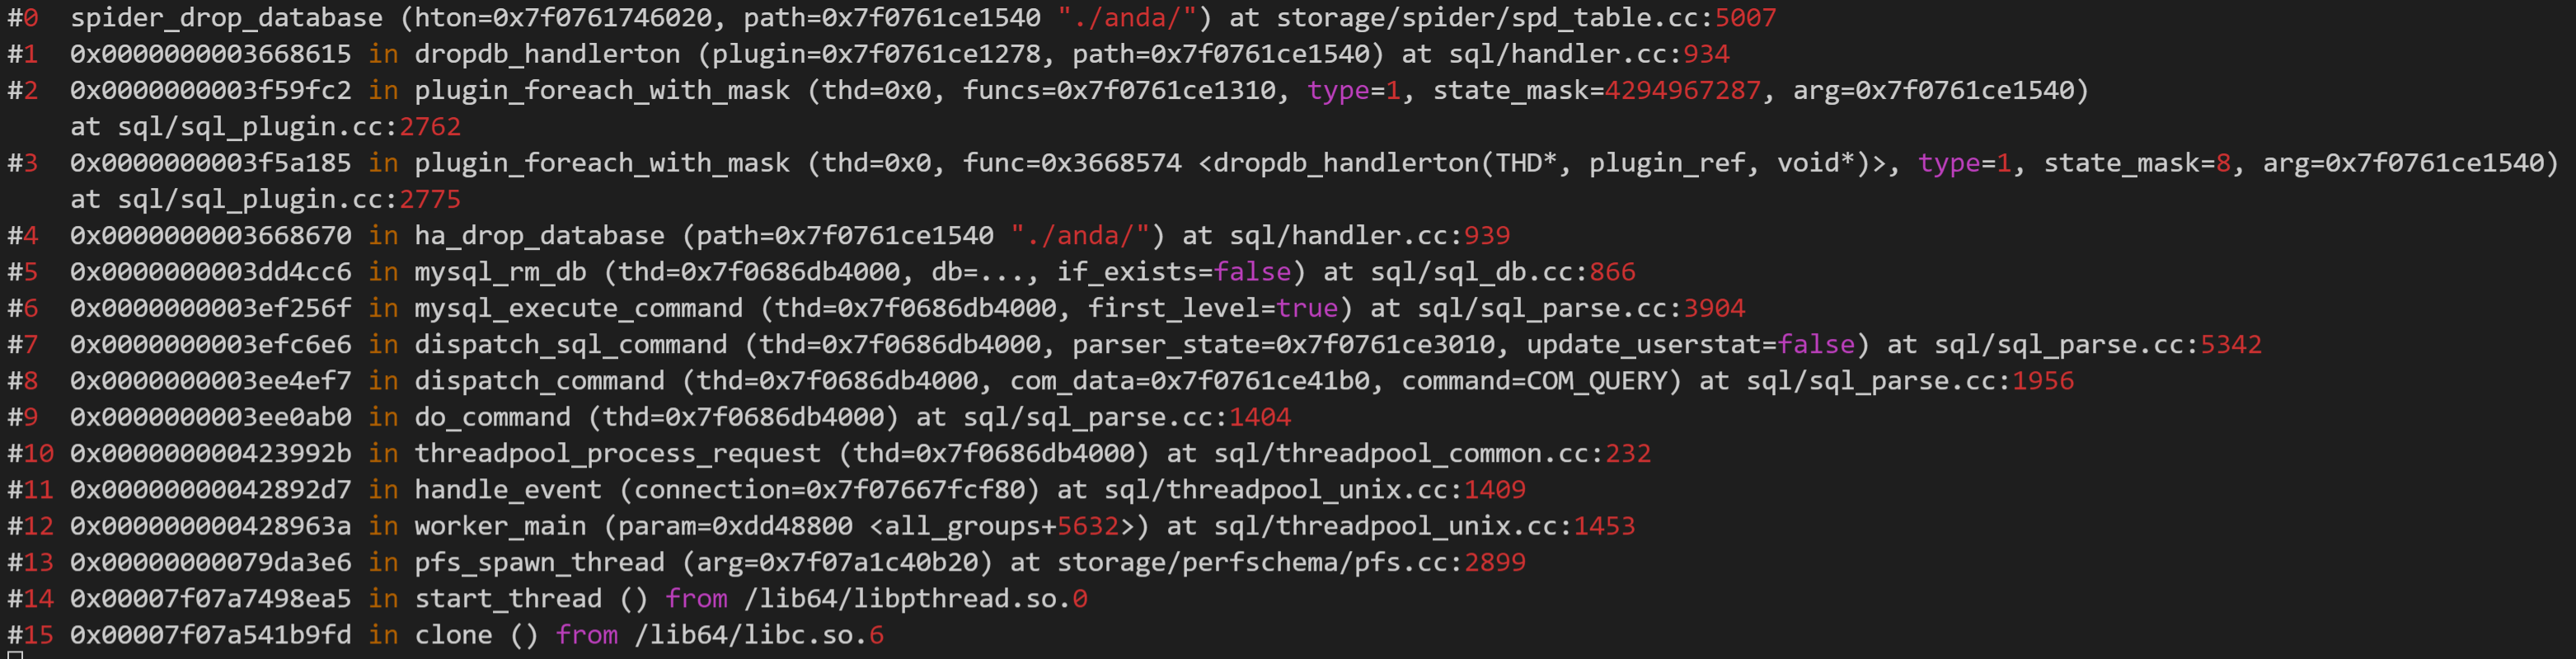 #0  spider_drop_database (hton=0x7f0761746020, path=0x7f0761ce1540 "./anda/") at storage/spider/spd_table.cc:5007
#1  0x0000000003668615 in dropdb_handlerton (plugin=0x7f0761ce1278, path=0x7f0761ce1540) at sql/handler.cc:934
#2  0x0000000003f59fc2 in plugin_foreach_with_mask (thd=0x0, funcs=0x7f0761ce1310, type=1, state_mask=4294967287, arg=0x7f0761ce1540)
    at sql/sql_plugin.cc:2762
#3  0x0000000003f5a185 in plugin_foreach_with_mask (thd=0x0, func=0x3668574 <dropdb_handlerton(THD*, plugin_ref, void*)>, type=1, state_mask=8, arg=0x7f0761ce1540)
    at sql/sql_plugin.cc:2775
#4  0x0000000003668670 in ha_drop_database (path=0x7f0761ce1540 "./anda/") at sql/handler.cc:939
#5  0x0000000003dd4cc6 in mysql_rm_db (thd=0x7f0686db4000, db=..., if_exists=false) at sql/sql_db.cc:866
#6  0x0000000003ef256f in mysql_execute_command (thd=0x7f0686db4000, first_level=true) at sql/sql_parse.cc:3904
#7  0x0000000003efc6e6 in dispatch_sql_command (thd=0x7f0686db4000, parser_state=0x7f0761ce3010, update_userstat=false) at sql/sql_parse.cc:5342
#8  0x0000000003ee4ef7 in dispatch_command (thd=0x7f0686db4000, com_data=0x7f0761ce41b0, command=COM_QUERY) at sql/sql_parse.cc:1956
#9  0x0000000003ee0ab0 in do_command (thd=0x7f0686db4000) at sql/sql_parse.cc:1404
#10 0x000000000423992b in threadpool_process_request (thd=0x7f0686db4000) at sql/threadpool_common.cc:232
#11 0x00000000042892d7 in handle_event (connection=0x7f07667fcf80) at sql/threadpool_unix.cc:1409
#12 0x000000000428963a in worker_main (param=0xdd48800 <all_groups+5632>) at sql/threadpool_unix.cc:1453
#13 0x00000000079da3e6 in pfs_spawn_thread (arg=0x7f07a1c40b20) at storage/perfschema/pfs.cc:2899
#14 0x00007f07a7498ea5 in start_thread () from /lib64/libpthread.so.0
#15 0x00007f07a541b9fd in clone () from /lib64/libc.so.6